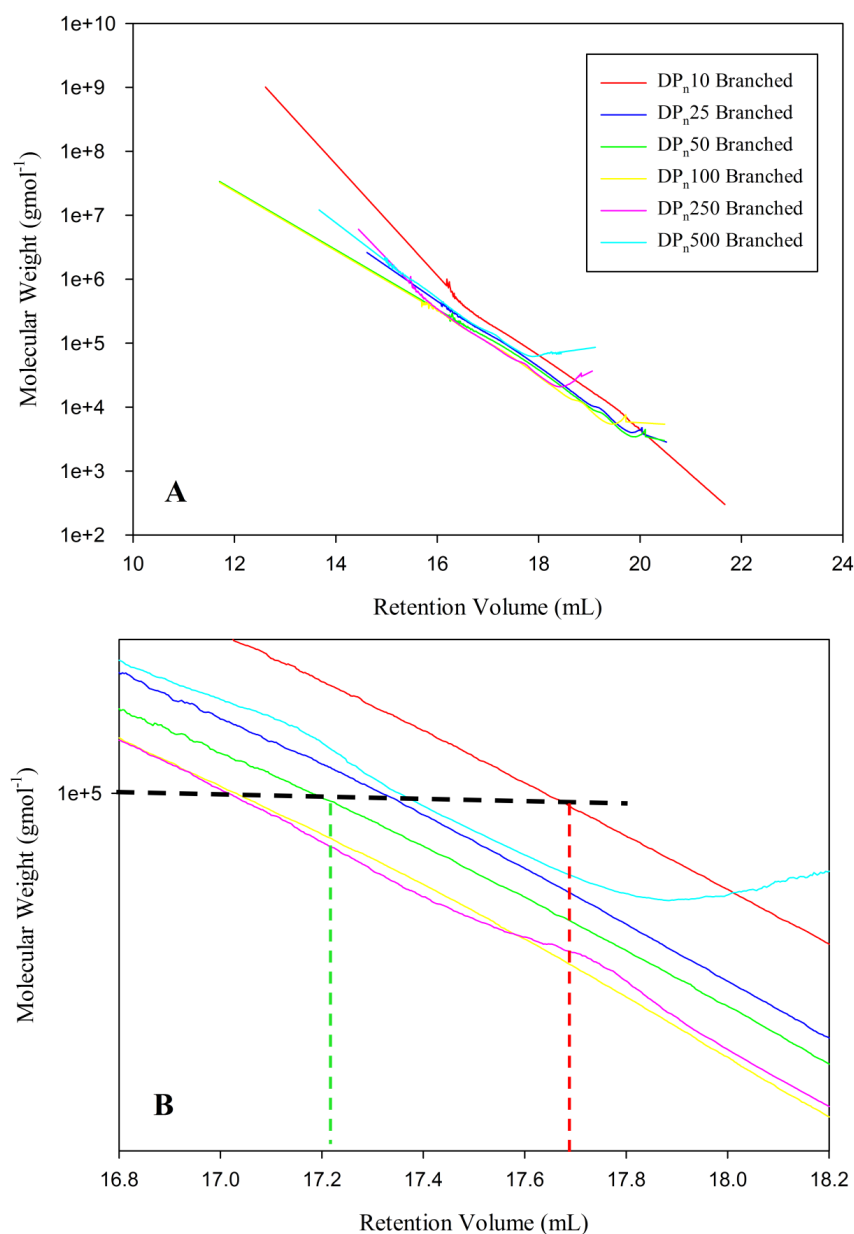 1e+10
1e+9
1e+8
1e+7
1e+6
1e+5
1e+4
1e+3
1e+2
Molecular Weight (gmol⁻¹)
DPₙ10 Branched
DPₙ25 Branched
DPₙ50 Branched
DPₙ100 Branched
DPₙ250 Branched
DPₙ500 Branched
A
10 12 14 16 18 20 22 24
Retention Volume (mL)
1e+5
Molecular Weight (gmol⁻¹)
B
16.8 17.0 17.2 17.4 17.6 17.8 18.0 18.2
Retention Volume (mL)